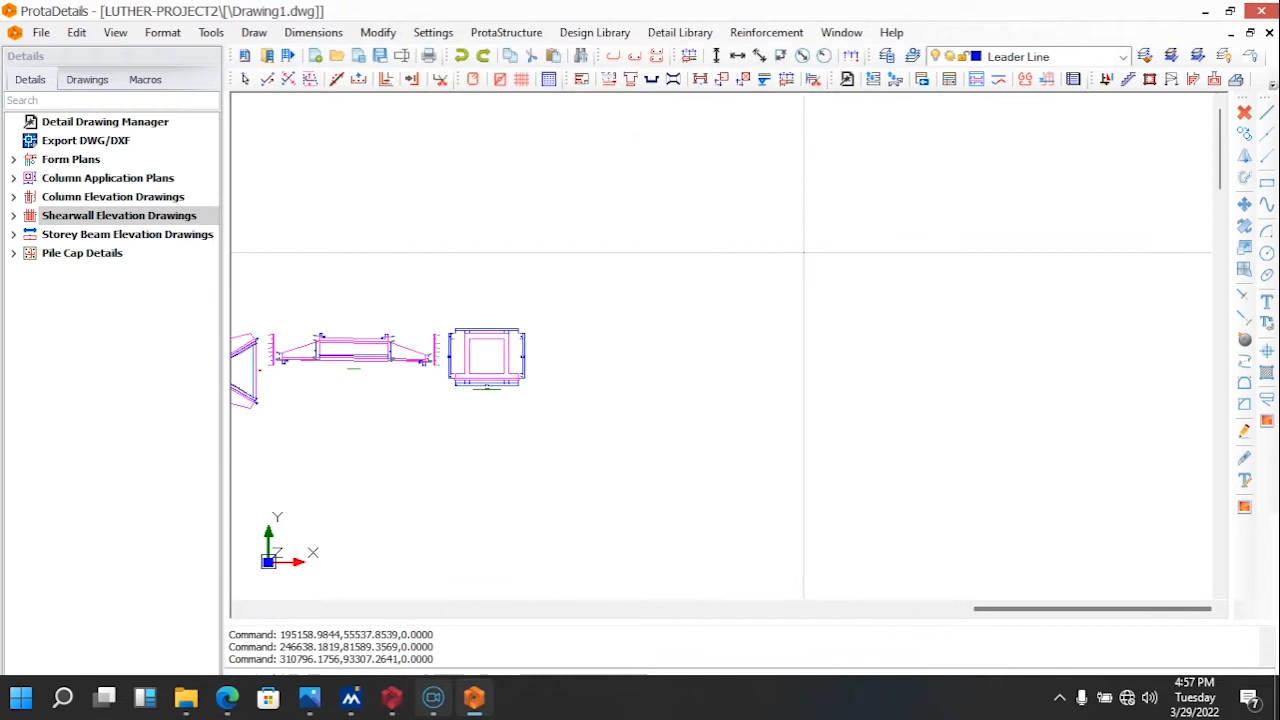 ProtaDetails - [LUTHER-PROJECT2\[\Drawing1.dwg]]
File Edit View Format Tools Draw Dimensions Modify Settings ProtaStructure Design Library Detail Library Reinforcement Window Help
Details
Leader Line
Details Drawings Macros
Search
Detail Drawing Manager
Export DWG/DXF
Form Plans
Column Application Plans
Column Elevation Drawings
Shearwall Elevation Drawings
Storey Beam Elevation Drawings
Pile Cap Details
Y
Z X
Command: 195158.9844,55537.8539,0.0000
Command: 246638.1819,81589.3569,0.0000
Command: 310796.1756,93307.2641,0.0000
4:57 PM
Tuesday
3/29/2022
7